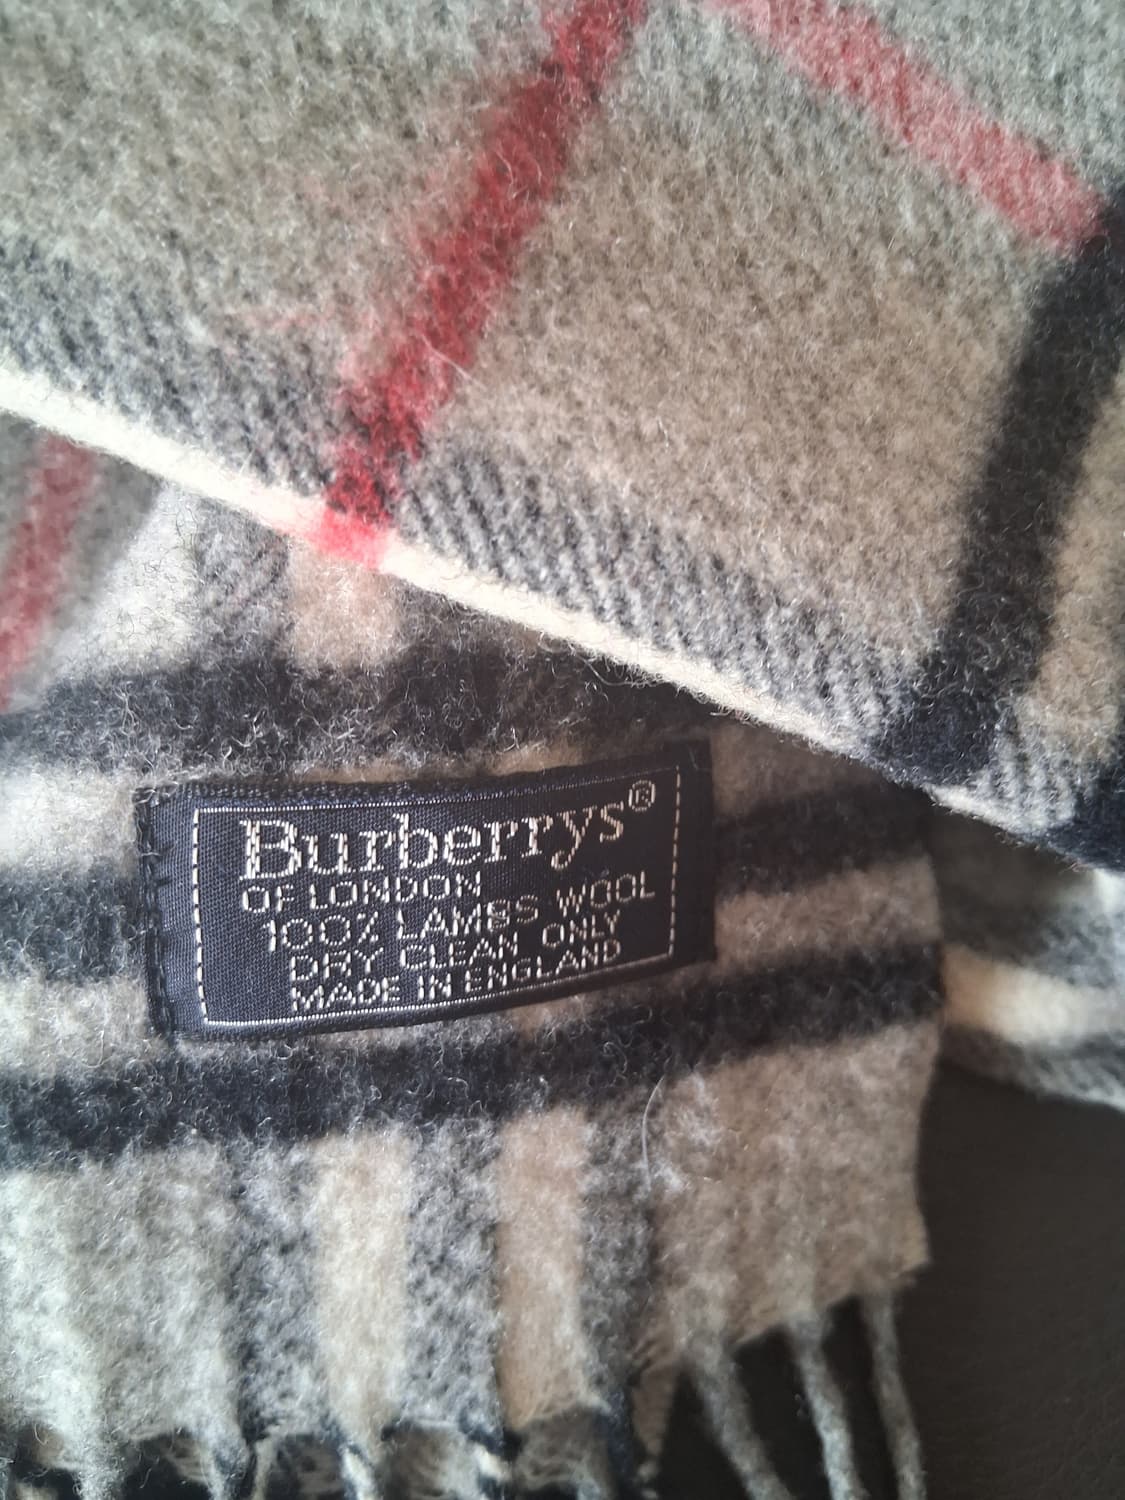 Burberrys®
OF LONDON
100% LAMBS WOOL
DRY CLEAN ONLY
MADE IN ENGLAND